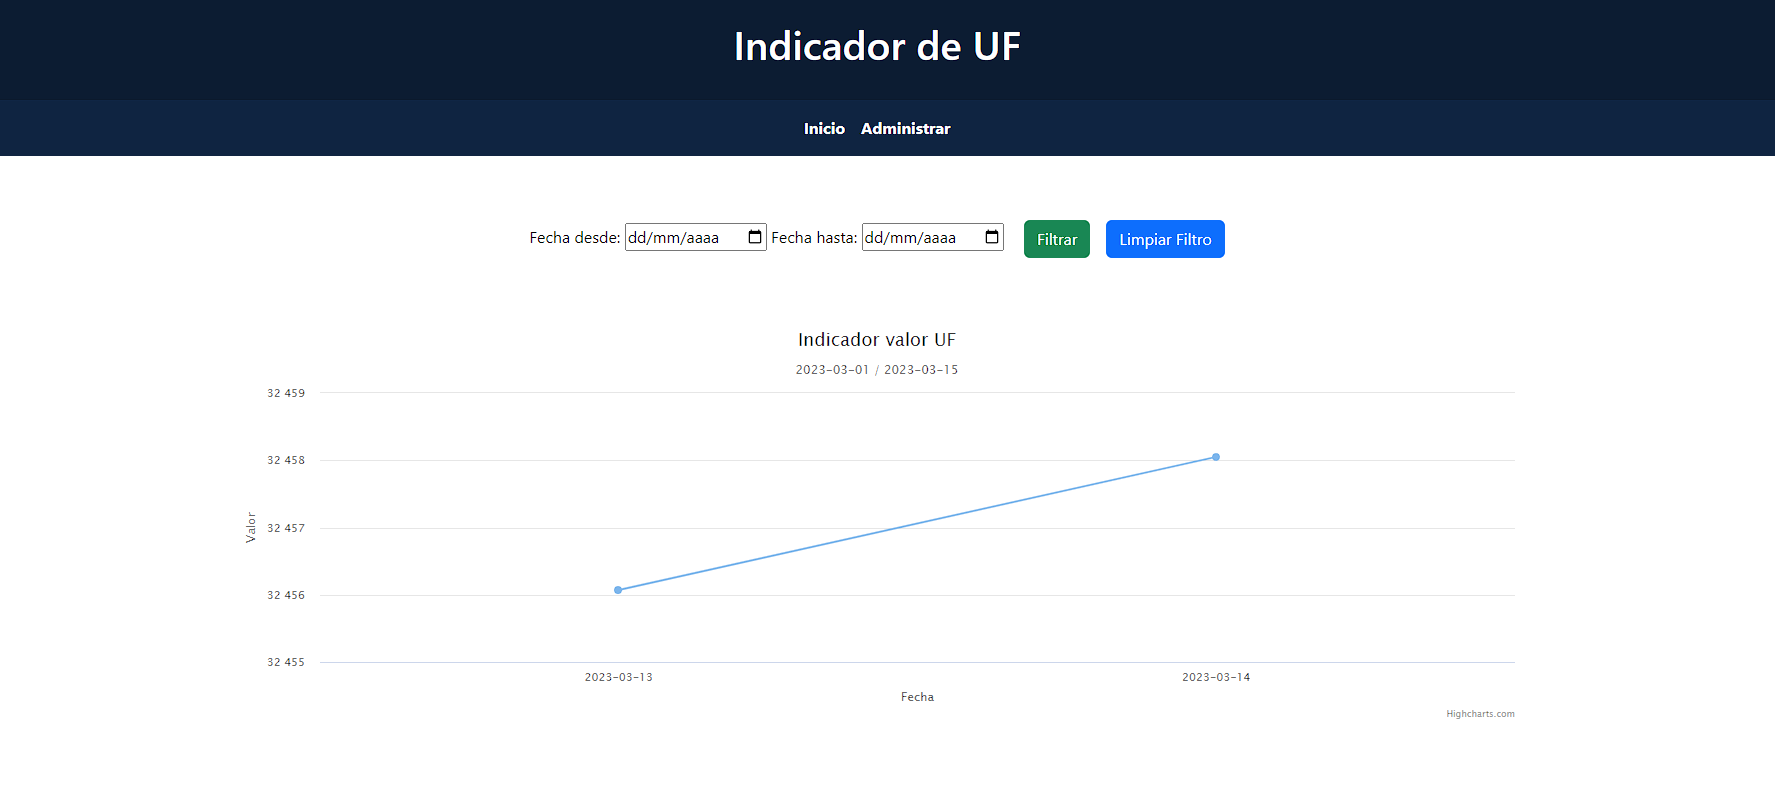 Indicador de UF
Inicio Administrar
Fecha desde: dd/mm/aaaa Fecha hasta: dd/mm/aaaa Filtrar Limpiar Filtro
Indicador valor UF
2023-03-01 / 2023-03-15
32 459
32 458
32 457
32 456
32 455
Valor
2023-03-13 2023-03-14
Fecha
Highcharts.com